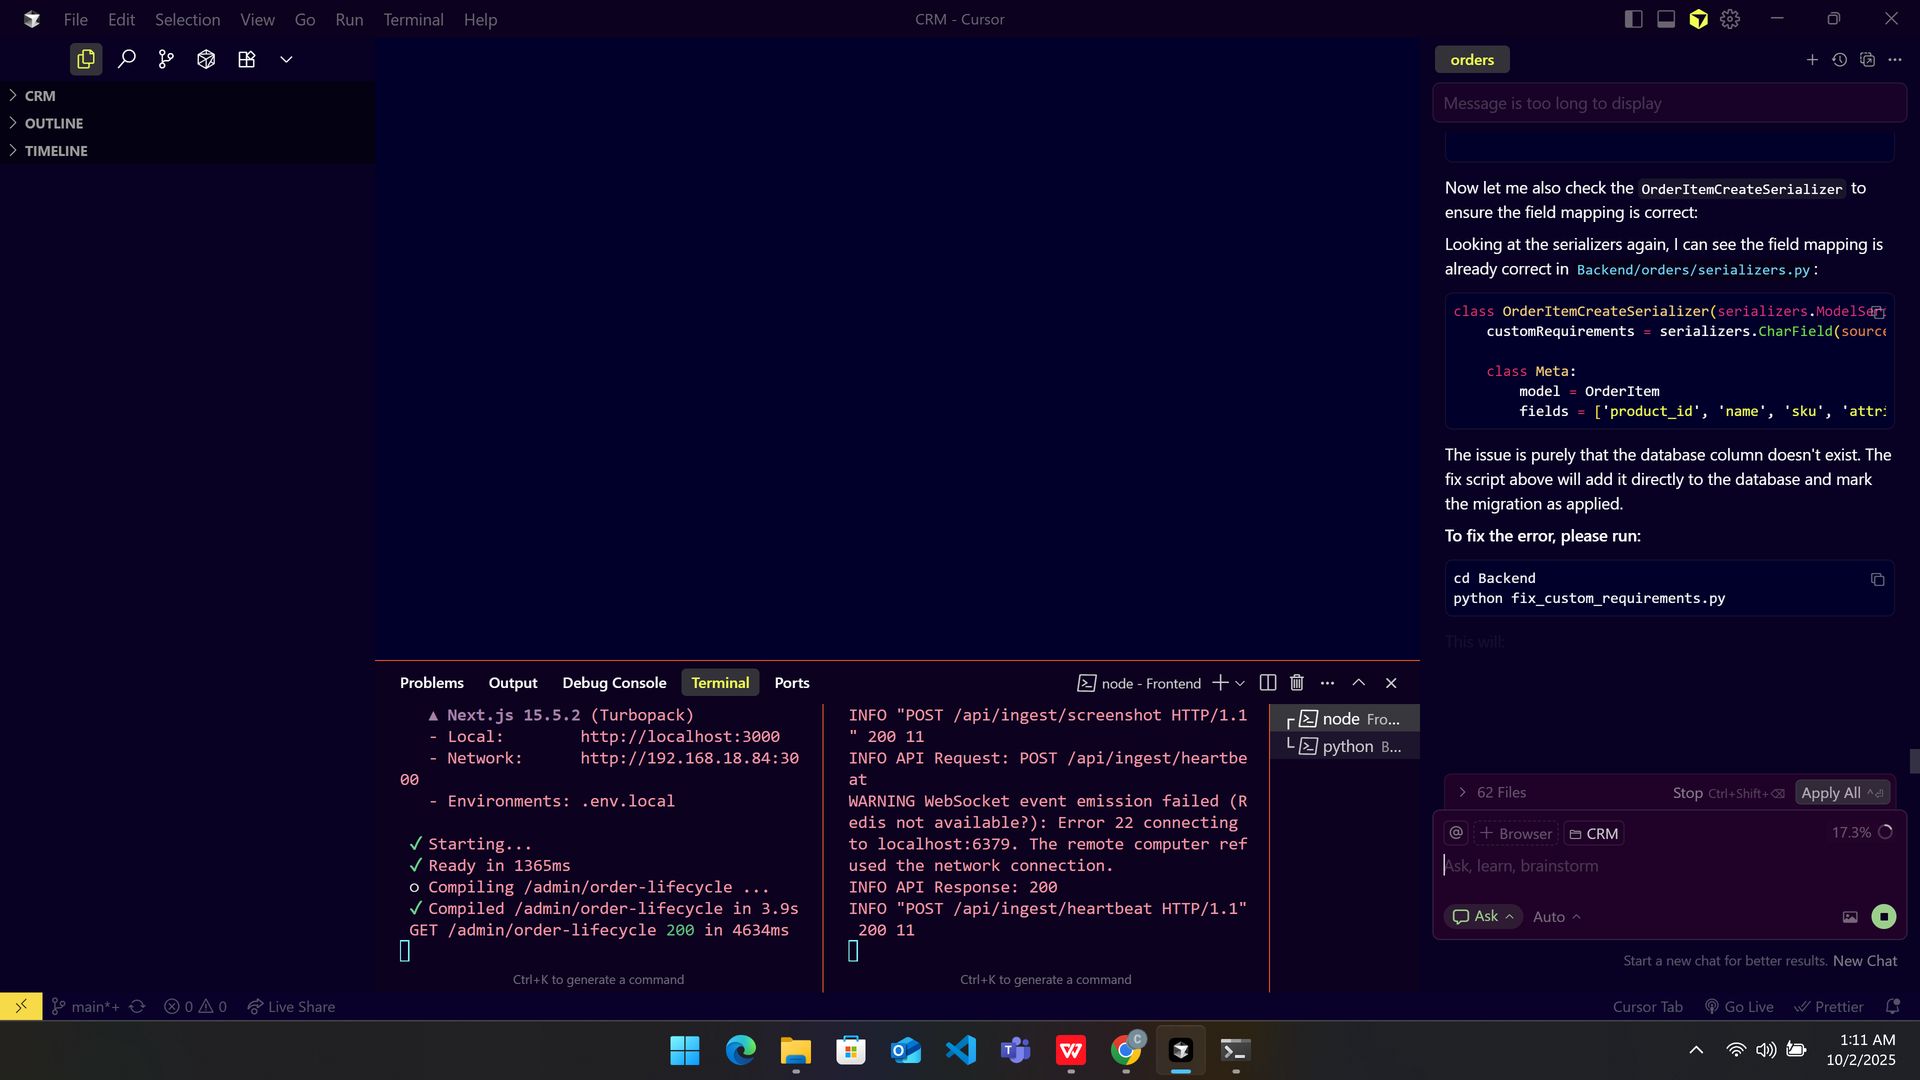 File Edit Selection View Go Run Terminal Help
CRM - Cursor
CRM
OUTLINE
TIMELINE
Problems Output Debug Console Terminal Ports
node - Frontend
▲ Next.js 15.5.2 (Turbopack)
- Local: http://localhost:3000
- Network: http://192.168.18.84:30
00
- Environments: .env.local
✓ Starting...
✓ Ready in 1365ms
○ Compiling /admin/order-lifecycle ...
✓ Compiled /admin/order-lifecycle in 3.9s
GET /admin/order-lifecycle 200 in 4634ms
Ctrl+K to generate a command
INFO "POST /api/ingest/screenshot HTTP/1.1
" 200 11
INFO API Request: POST /api/ingest/heartbe
at
WARNING WebSocket event emission failed (R
edis not available?): Error 22 connecting
to localhost:6379. The remote computer ref
used the network connection.
INFO API Response: 200
INFO "POST /api/ingest/heartbeat HTTP/1.1"
200 11
Ctrl+K to generate a command
node Fro...
python B...
orders
Message is too long to display
Now let me also check the OrderItemCreateSerializer to
ensure the field mapping is correct:
Looking at the serializers again, I can see the field mapping is
already correct in Backend/orders/serializers.py:
class OrderItemCreateSerializer(serializers.ModelSer
customRequirements = serializers.CharField(source
class Meta:
model = OrderItem
fields = ['product_id', 'name', 'sku', 'attri
The issue is purely that the database column doesn't exist. The
fix script above will add it directly to the database and mark
the migration as applied.
To fix the error, please run:
cd Backend
python fix_custom_requirements.py
This will:
62 Files Stop Ctrl+Shift+⌫ Apply All ^⏎
@ + Browser CRM 17.3%
Ask, learn, brainstorm
Ask Auto
Start a new chat for better results. New Chat
main*+ 0 0 Live Share
Cursor Tab Go Live Prettier
1:11 AM
10/2/2025